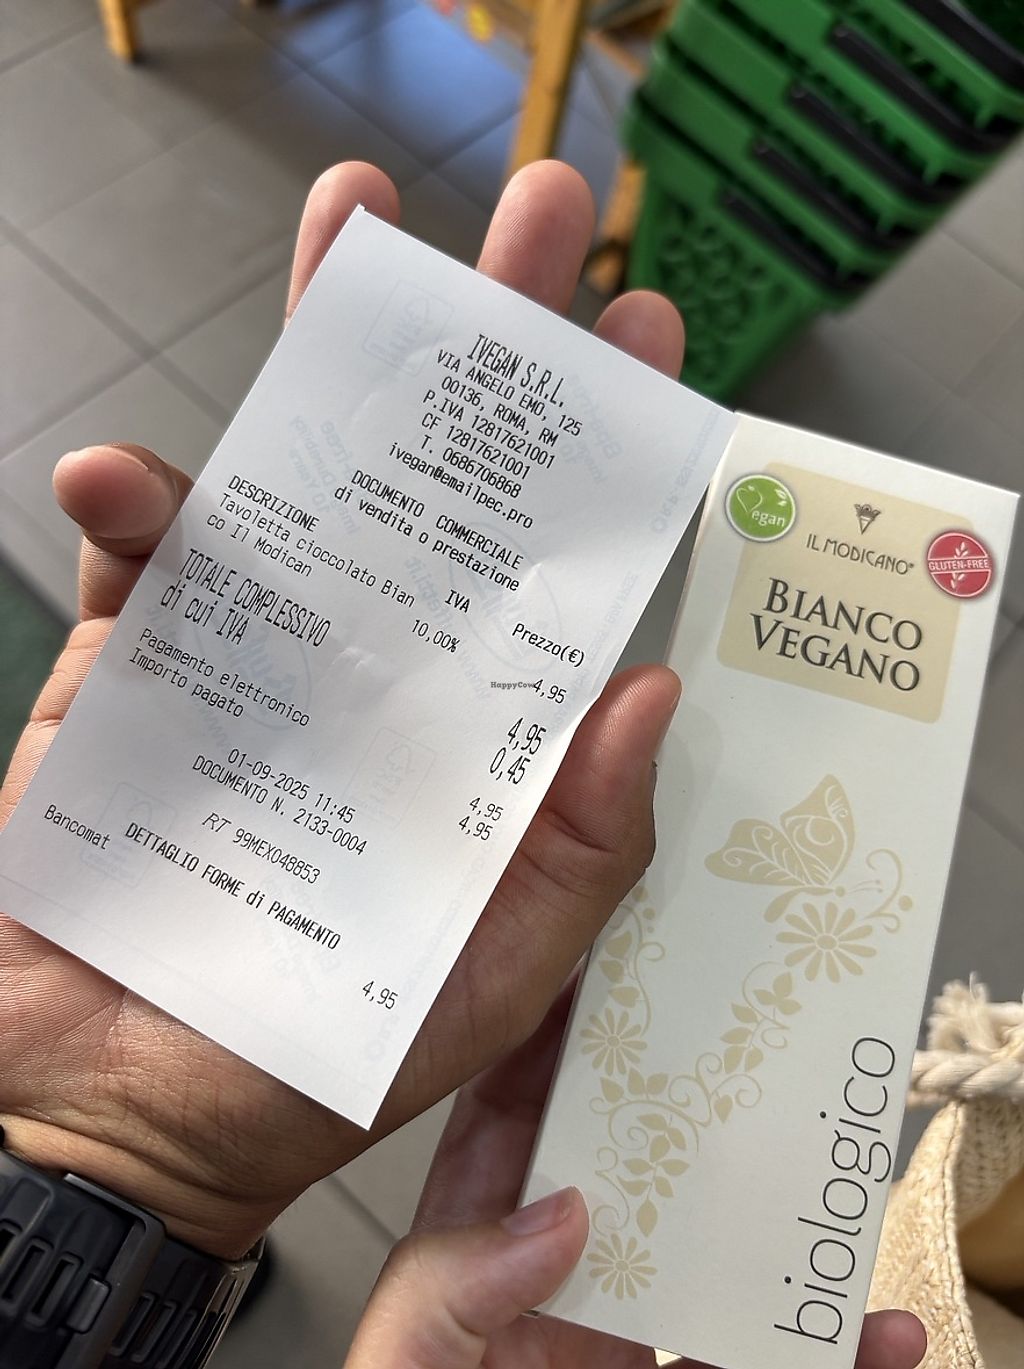 IVEGAN S.R.L.
VIA ANGELO EMO, 125
00136, ROMA, RM
P.IVA 12817621001
CF 12817621001
T. 0686706868
ivegan@emailpec.pro
DOCUMENTO COMMERCIALE
di vendita o prestazione
DESCRIZIONE IVA Prezzo(€)
Tavoletta cioccolato Bian 10,00% 4,95
co Il Modican
TOTALE COMPLESSIVO 4,95
di cui IVA 0,45
Pagamento elettronico 4,95
Importo pagato 4,95
01-09-2025 11:45
DOCUMENTO N. 2133-0004
RT 99MEX048853
DETTAGLIO FORME di PAGAMENTO
Bancomat 4,95
HappyCow
Vegan
IL MODICANO®
GLUTEN-FREE
BIANCO
VEGANO
biologico